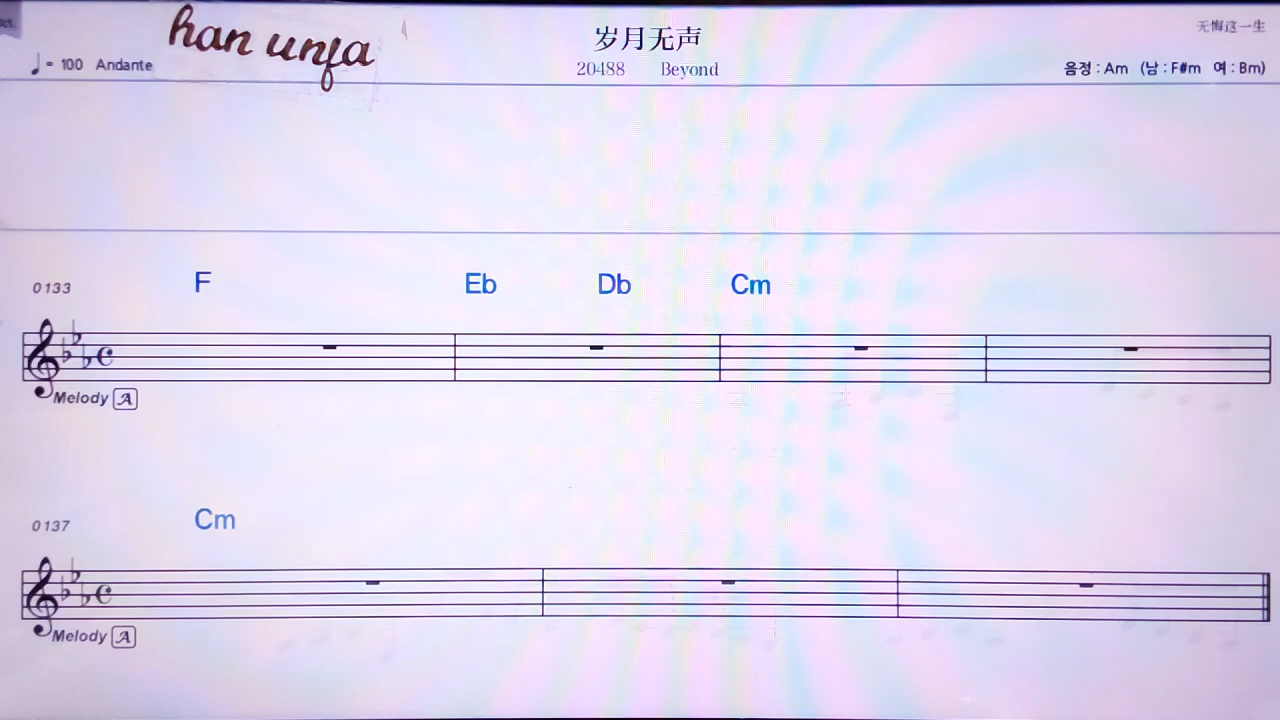 han unfa
岁月无声
无悔这一生
♩= 100 Andante
20488 Beyond
음정 : Am (남 : F#m 여 : Bm)
0133
F Eb Db Cm
Melody A
0137
Cm
Melody A